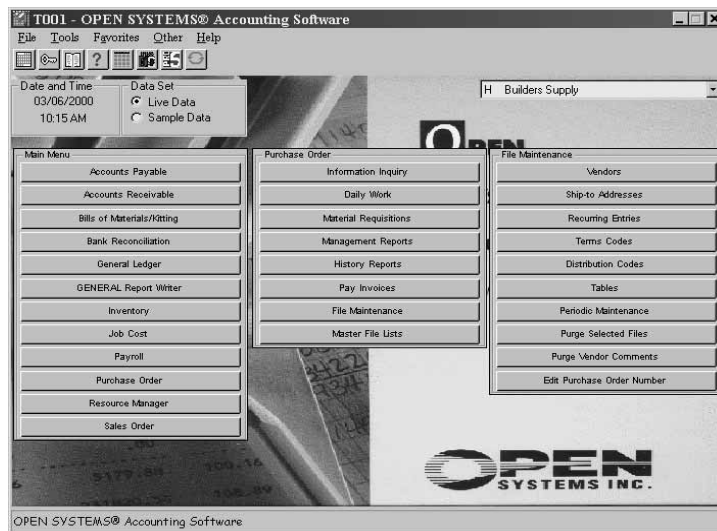 T001 - OPEN SYSTEMS® Accounting Software
File Tools Favorites Other Help
Date and Time
03/06/2000
10:15 AM
Data Set
Live Data
Sample Data
H Builders Supply
OPEN
Main Menu
Accounts Payable
Accounts Receivable
Bills of Materials/Kitting
Bank Reconciliation
General Ledger
GENERAL Report Writer
Inventory
Job Cost
Payroll
Purchase Order
Resource Manager
Sales Order
Purchase Order
Information Inquiry
Daily Work
Material Requisitions
Management Reports
History Reports
Pay Invoices
File Maintenance
Master File Lists
File Maintenance
Vendors
Ship-to Addresses
Recurring Entries
Terms Codes
Distribution Codes
Tables
Periodic Maintenance
Purge Selected Files
Purge Vendor Comments
Edit Purchase Order Number
OPEN
SYSTEMS INC.
OPEN SYSTEMS® Accounting Software